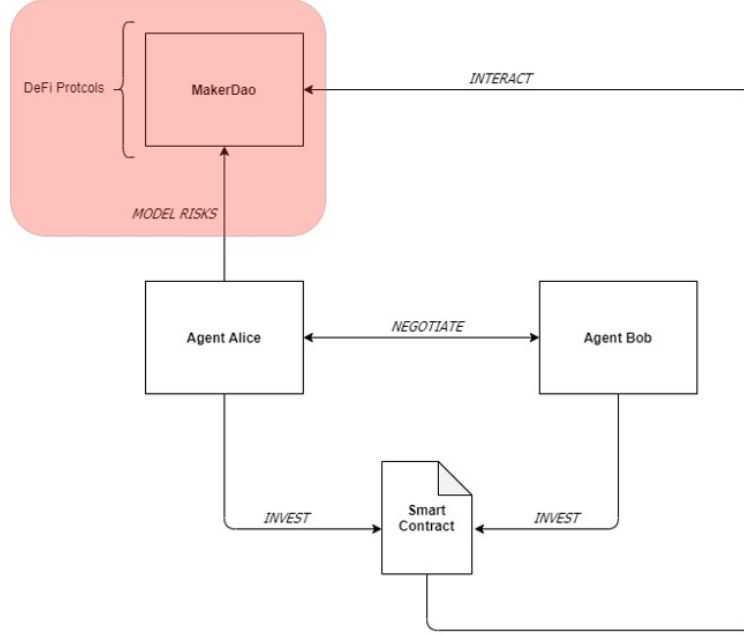 DeFi Protcols
MakerDao
INTERACT
MODEL RISKS
Agent Alice
NEGOTIATE
Agent Bob
INVEST
Smart
Contract
INVEST